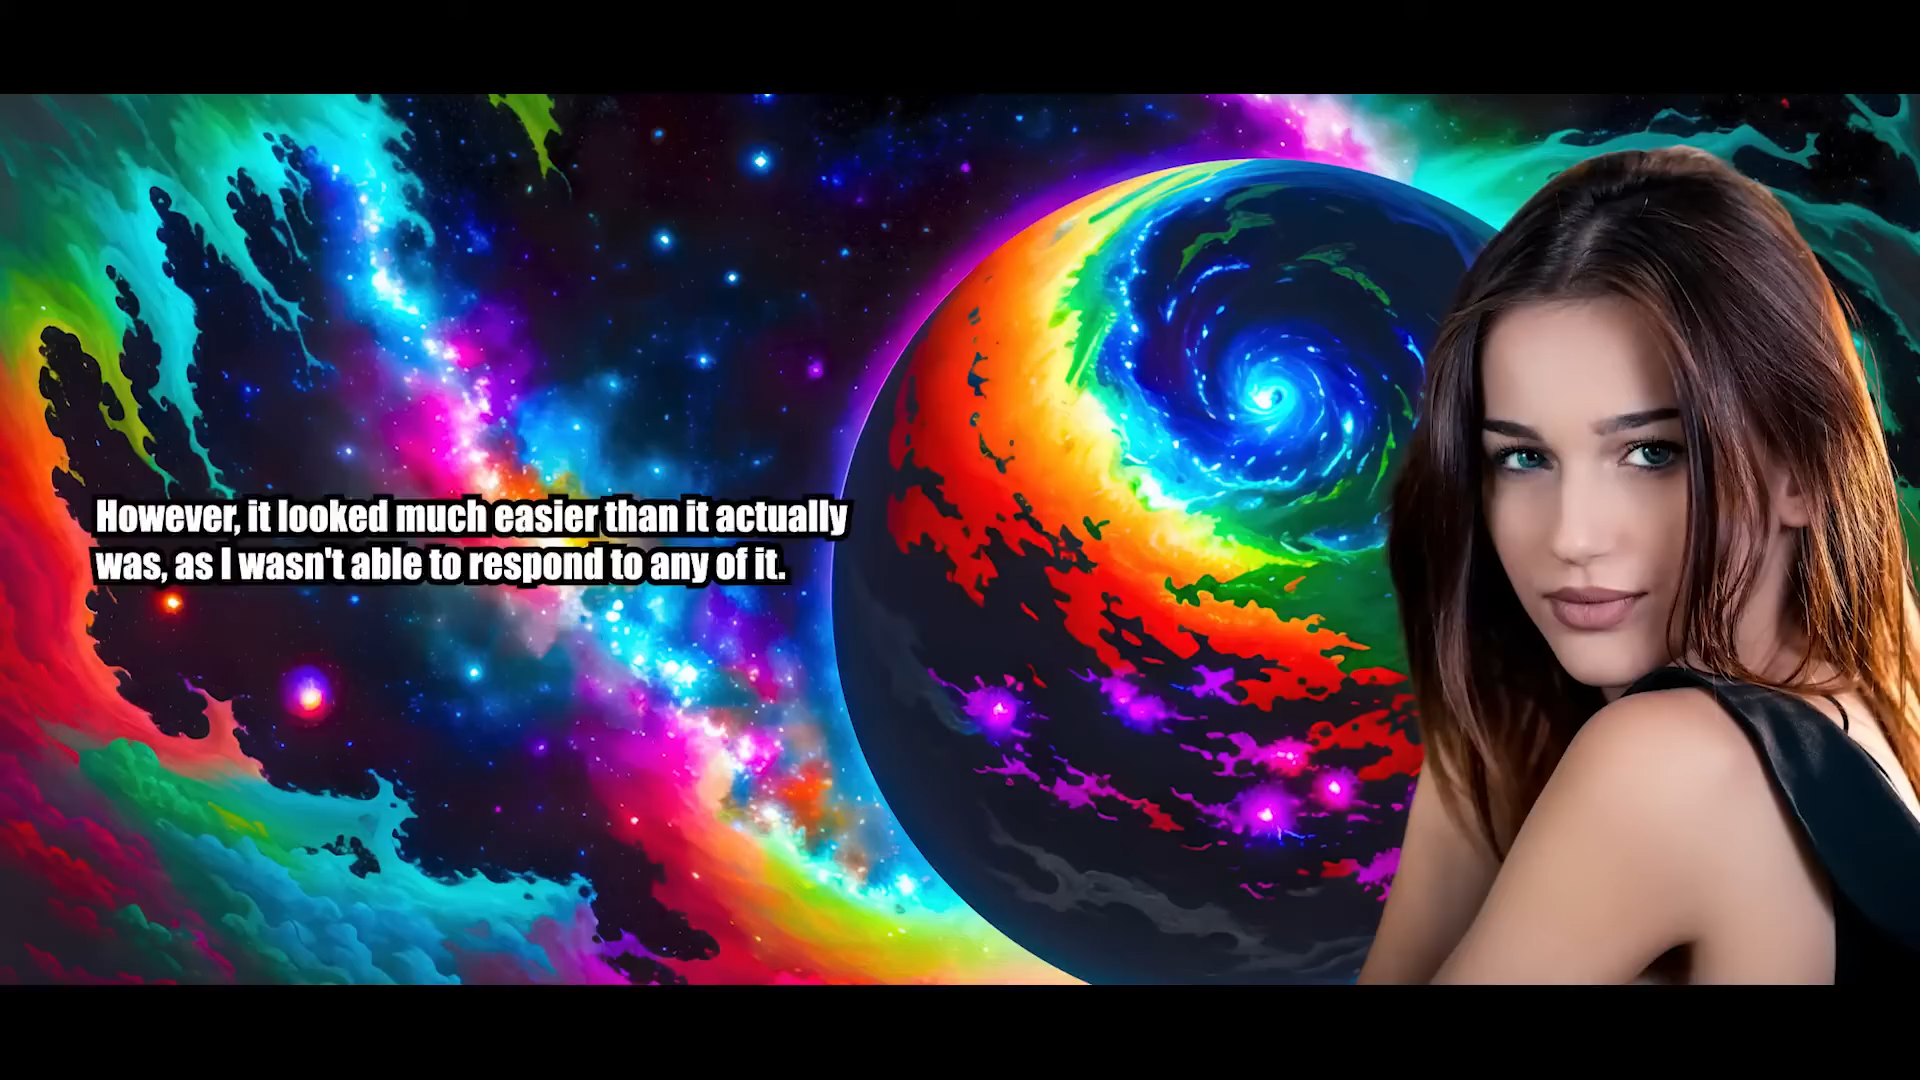 However, it looked much easier than it actually
was, as I wasn't able to respond to any of it.